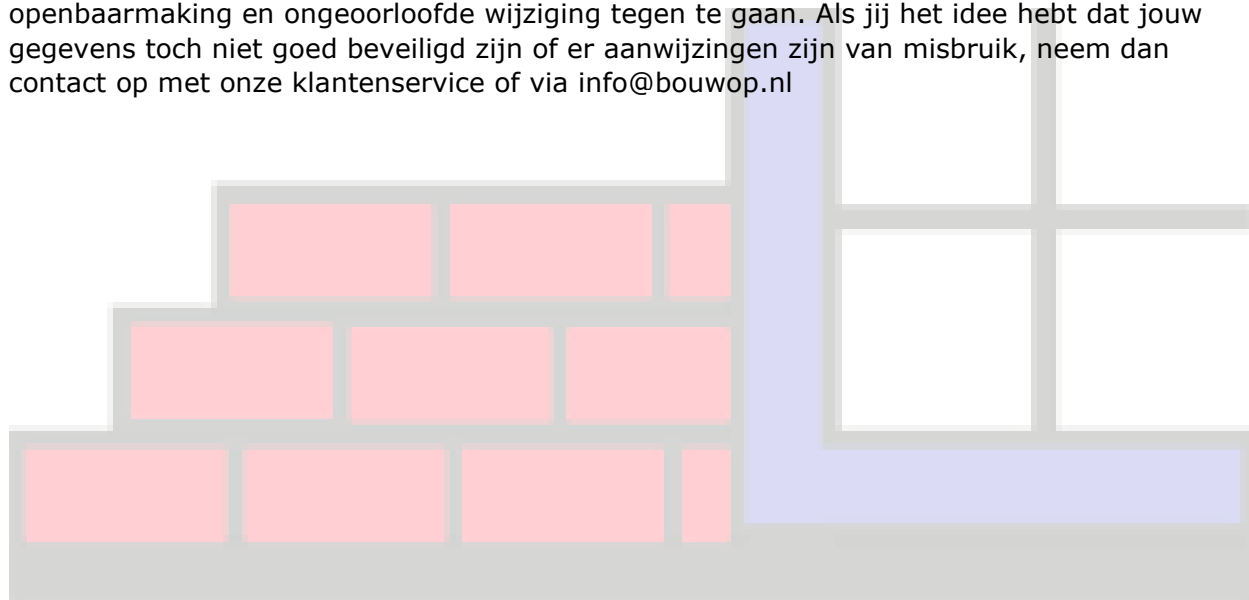 openbaarmaking en ongeoorloofde wijziging tegen te gaan. Als jij het idee hebt dat jouw
gegevens toch niet goed beveiligd zijn of er aanwijzingen zijn van misbruik, neem dan
contact op met onze klantenservice of via info@bouwop.nl